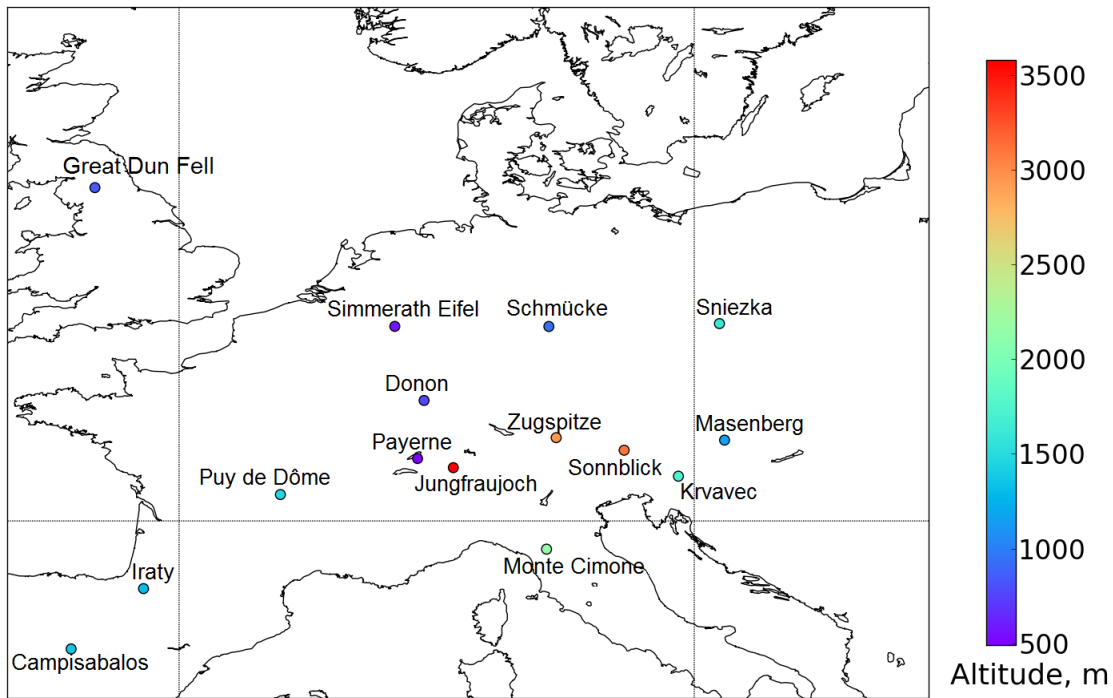 Great Dun Fell
Simmerath Eifel
Schmücke
Sniezka
Donon
Zugspitze
Masenberg
Payerne
Sonnblick
Puy de Dôme
Jungfraujoch
Krvavec
Monte Cimone
Iraty
Campisabalos
3500
3000
2500
2000
1500
1000
500
Altitude, m